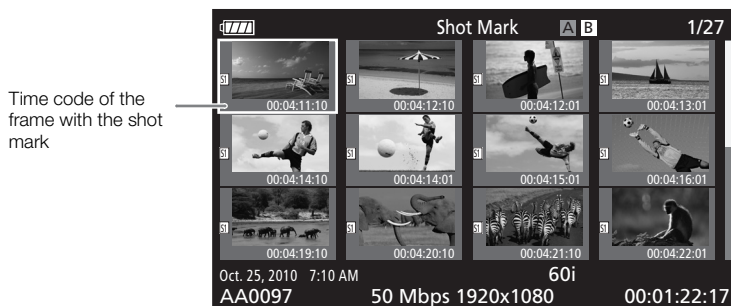 Shot Mark A B 1/27
Time code of the
frame with the shot
mark
S1 00:04:11:10 S1 00:04:12:10 S1 00:04:12:01 S1 00:04:13:01
S1 00:04:14:10 S1 00:04:14:01 S1 00:04:15:01 S1 00:04:16:01
S1 00:04:19:10 S1 00:04:20:10 S1 00:04:21:10 S1 00:04:22:01
Oct. 25, 2010 7:10 AM 60i
AA0097 50 Mbps 1920x1080 00:01:22:17